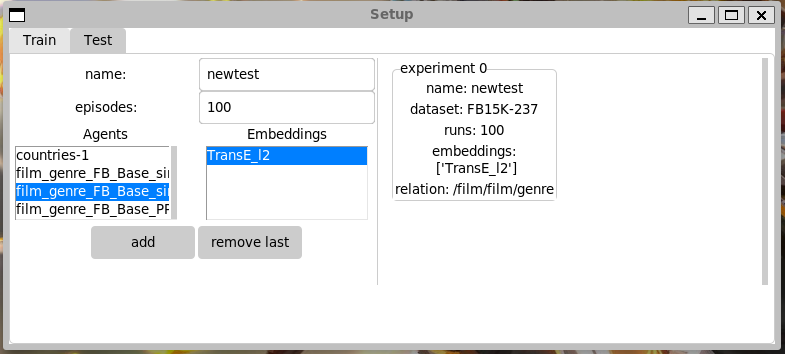 Setup
Train Test
name: newtest
episodes: 100
Agents Embeddings
countries-1
film_genre_FB_Base_si
film_genre_FB_Base_si
film_genre_FB_Base_PF
TransE_l2
add remove last
experiment 0
name: newtest
dataset: FB15K-237
runs: 100
embeddings:
['TransE_l2']
relation: /film/film/genre